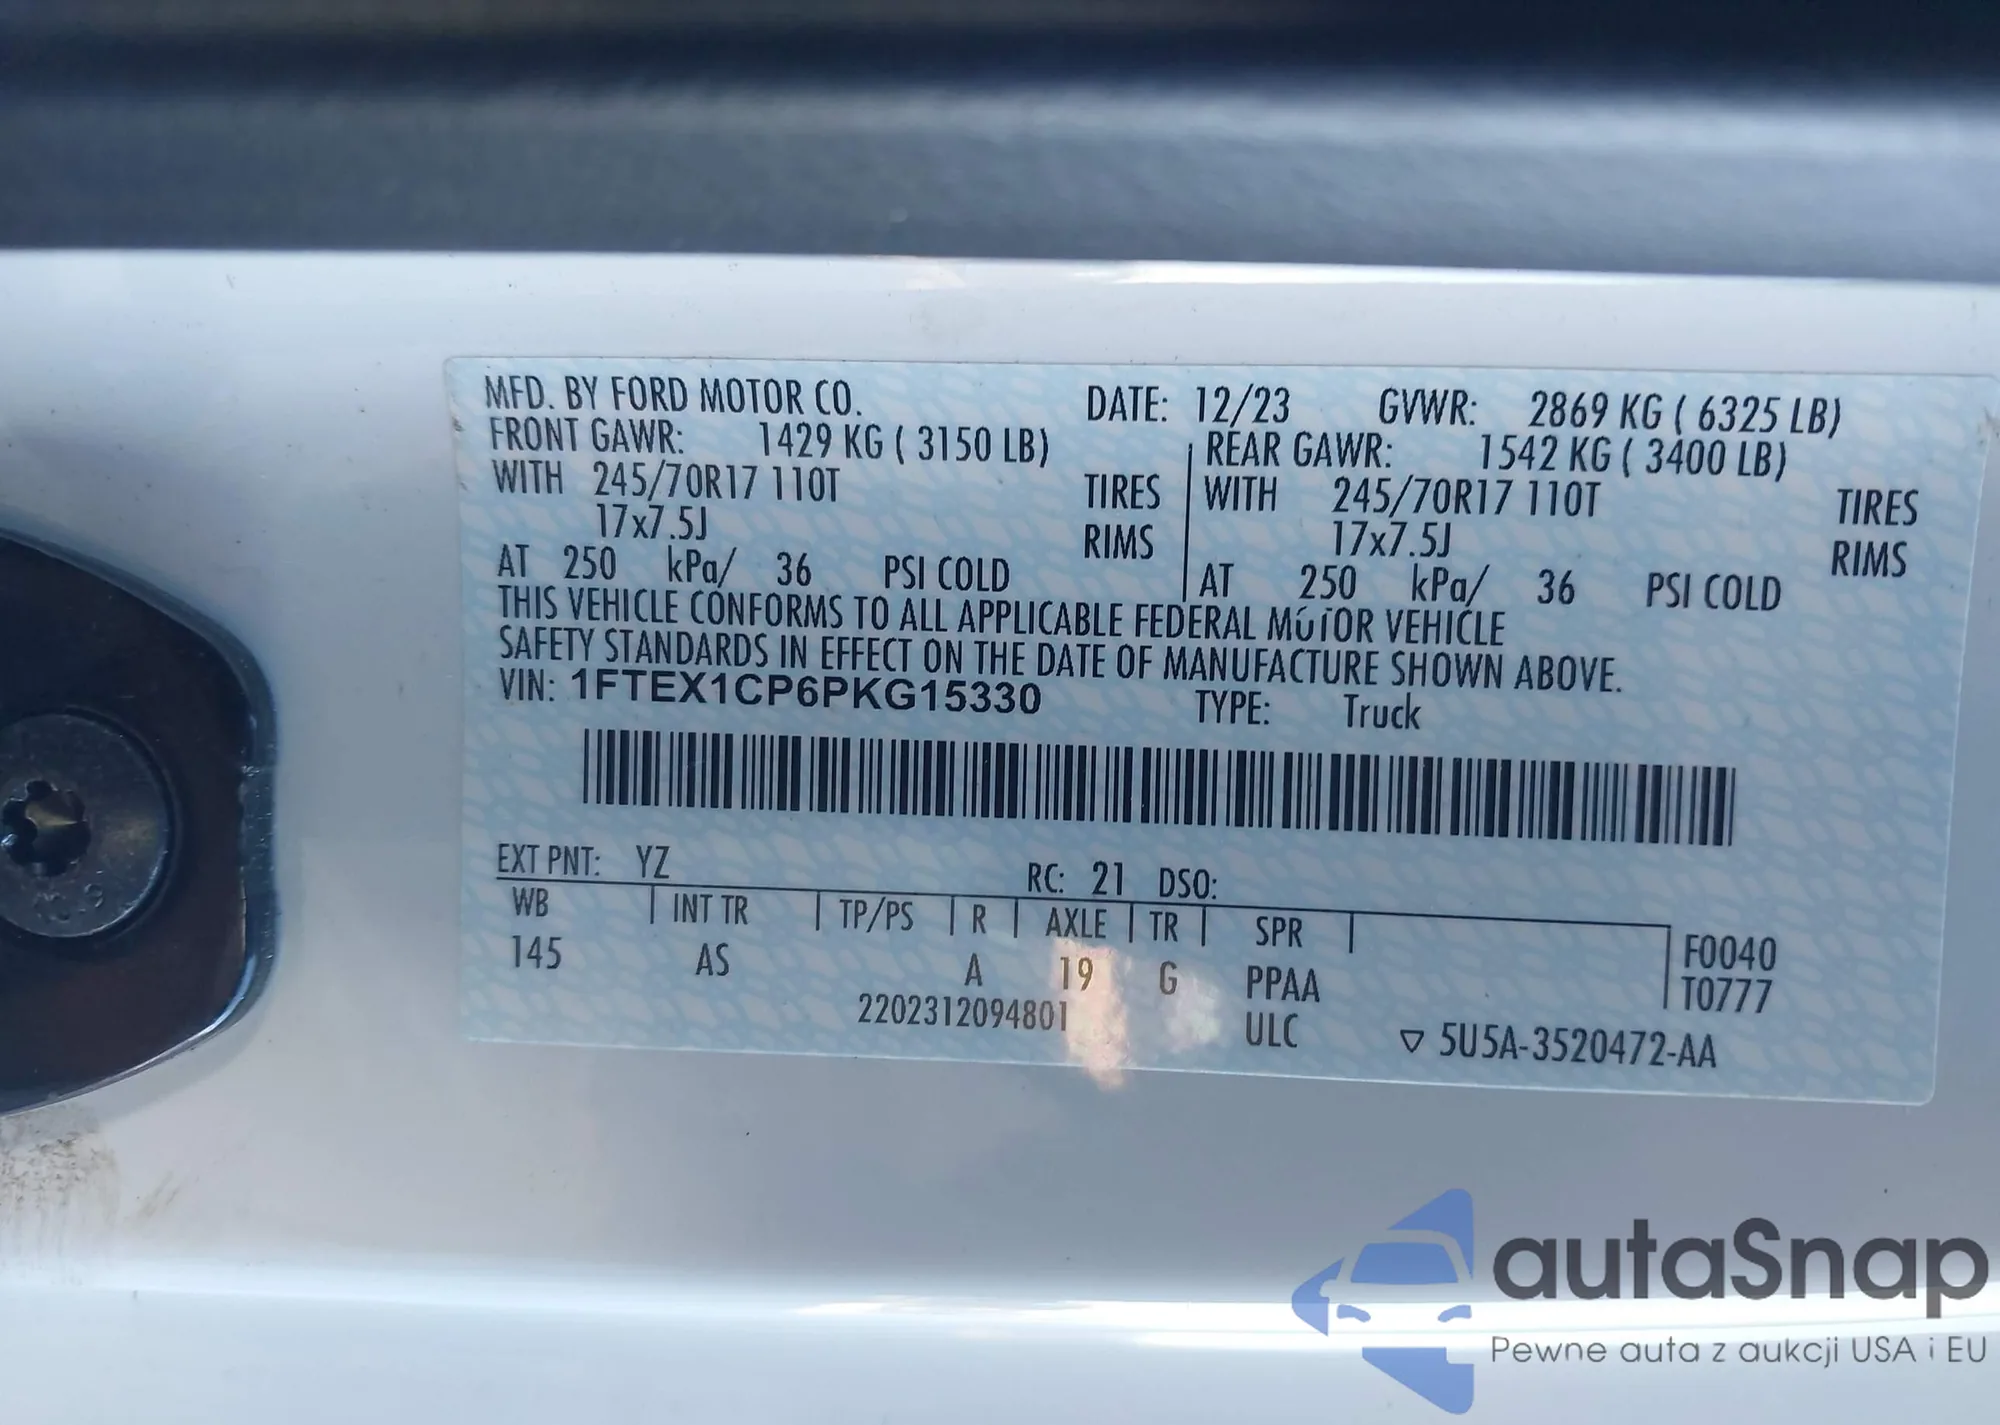 MFD. BY FORD MOTOR CO. DATE: 12/23 GVWR: 2869 KG ( 6325 LB)
FRONT GAWR: 1429 KG ( 3150 LB) REAR GAWR: 1542 KG ( 3400 LB)
WITH 245/70R17 110T TIRES WITH 245/70R17 110T TIRES
17x7.5J RIMS 17x7.5J RIMS
AT 250 kPa/ 36 PSI COLD AT 250 kPa/ 36 PSI COLD
THIS VEHICLE CONFORMS TO ALL APPLICABLE FEDERAL MOTOR VEHICLE
SAFETY STANDARDS IN EFFECT ON THE DATE OF MANUFACTURE SHOWN ABOVE.
VIN: 1FTEX1CP6PKG15330 TYPE: Truck
EXT PNT: YZ RC: 21 DSO:
WB INT TR TP/PS R AXLE TR SPR F0040
145 AS A 19 G PPAA T0777
2202312094801 ULC ▽ 5U5A-3520472-AA
10.9
autaSnap
Pewne auta z aukcji USA i EU